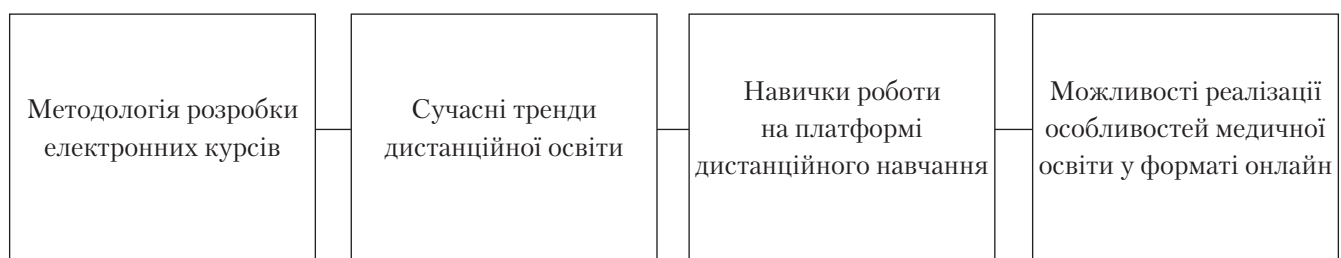 Методологія розробки
електронних курсів
Сучасні тренди
дистанційної освіти
Навички роботи
на платформі
дистанційного навчання
Можливості реалізації
особливостей медичної
освіти у форматі онлайн